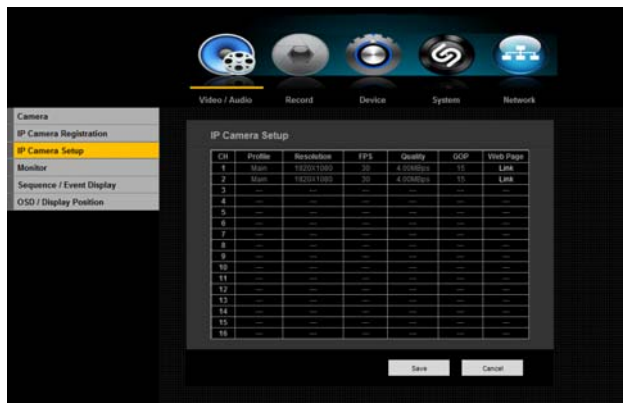 Video / Audio Record Device System Network
Camera
IP Camera Registration
IP Camera Setup
Monitor
Sequence / Event Display
OSD / Display Position
IP Camera Setup
CH Profile Resolution FPS Quality GOP Web Page
1 Main 1920X1080 30 4.00MBps 15 Link
2 Main 1920X1080 30 4.00MBps 15 Link
3 --- --- --- --- --- ---
4 --- --- --- --- --- ---
5 --- --- --- --- --- ---
6 --- --- --- --- --- ---
7 --- --- --- --- --- ---
8 --- --- --- --- --- ---
9 --- --- --- --- --- ---
10 --- --- --- --- --- ---
11 --- --- --- --- --- ---
12 --- --- --- --- --- ---
13 --- --- --- --- --- ---
14 --- --- --- --- --- ---
15 --- --- --- --- --- ---
16 --- --- --- --- --- ---
Save Cancel